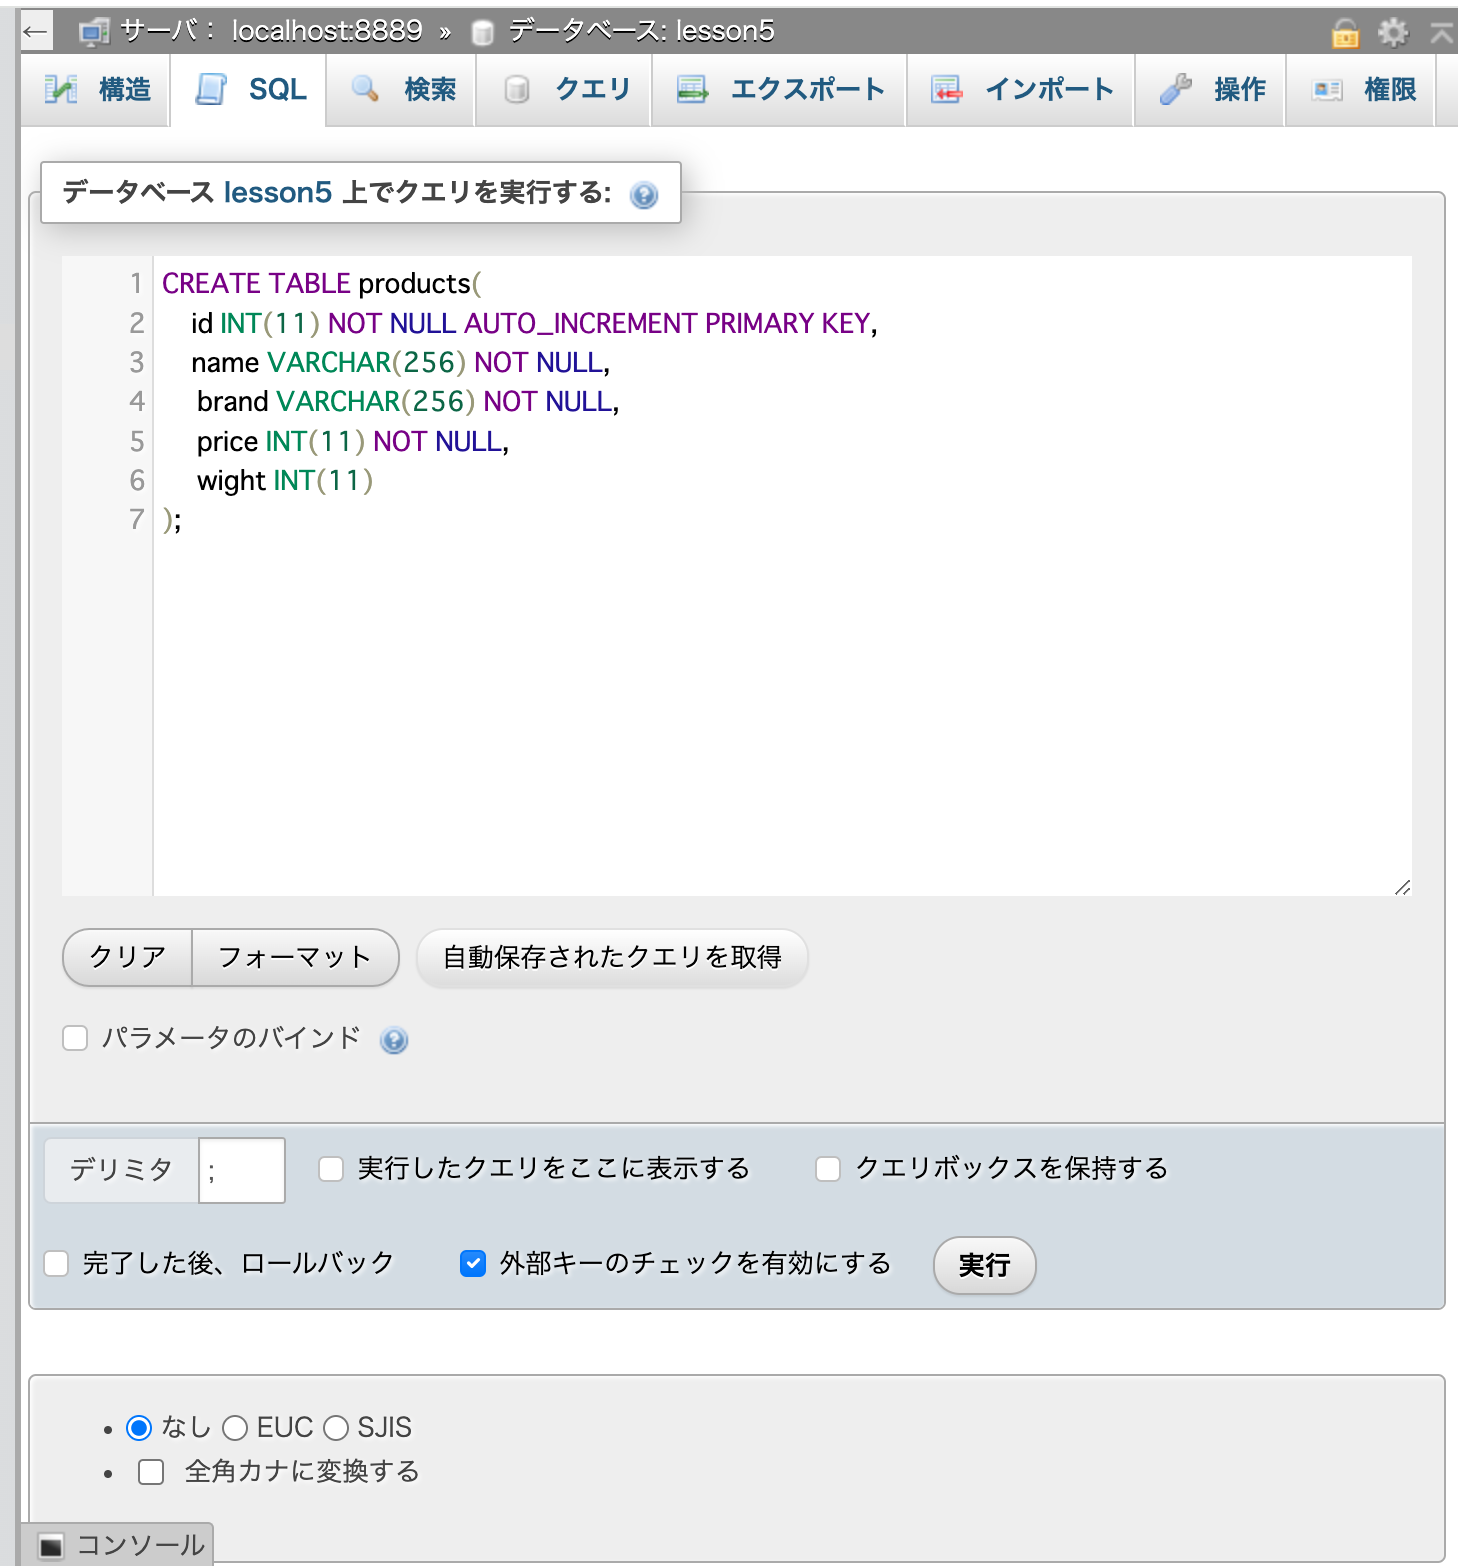 ← サーバ： localhost:8889 » データベース: lesson5
構造 SQL 検索 クエリ エクスポート インポート 操作 権限
データベース lesson5 上でクエリを実行する:
1 CREATE TABLE products(
2 id INT(11) NOT NULL AUTO_INCREMENT PRIMARY KEY,
3 name VARCHAR(256) NOT NULL,
4 brand VARCHAR(256) NOT NULL,
5 price INT(11) NOT NULL,
6 wight INT(11)
7 );
クリア フォーマット 自動保存されたクエリを取得
パラメータのバインド
デリミタ ; 実行したクエリをここに表示する クエリボックスを保持する
完了した後、ロールバック 外部キーのチェックを有効にする 実行
• なし EUC SJIS
• 全角カナに変換する
コンソール